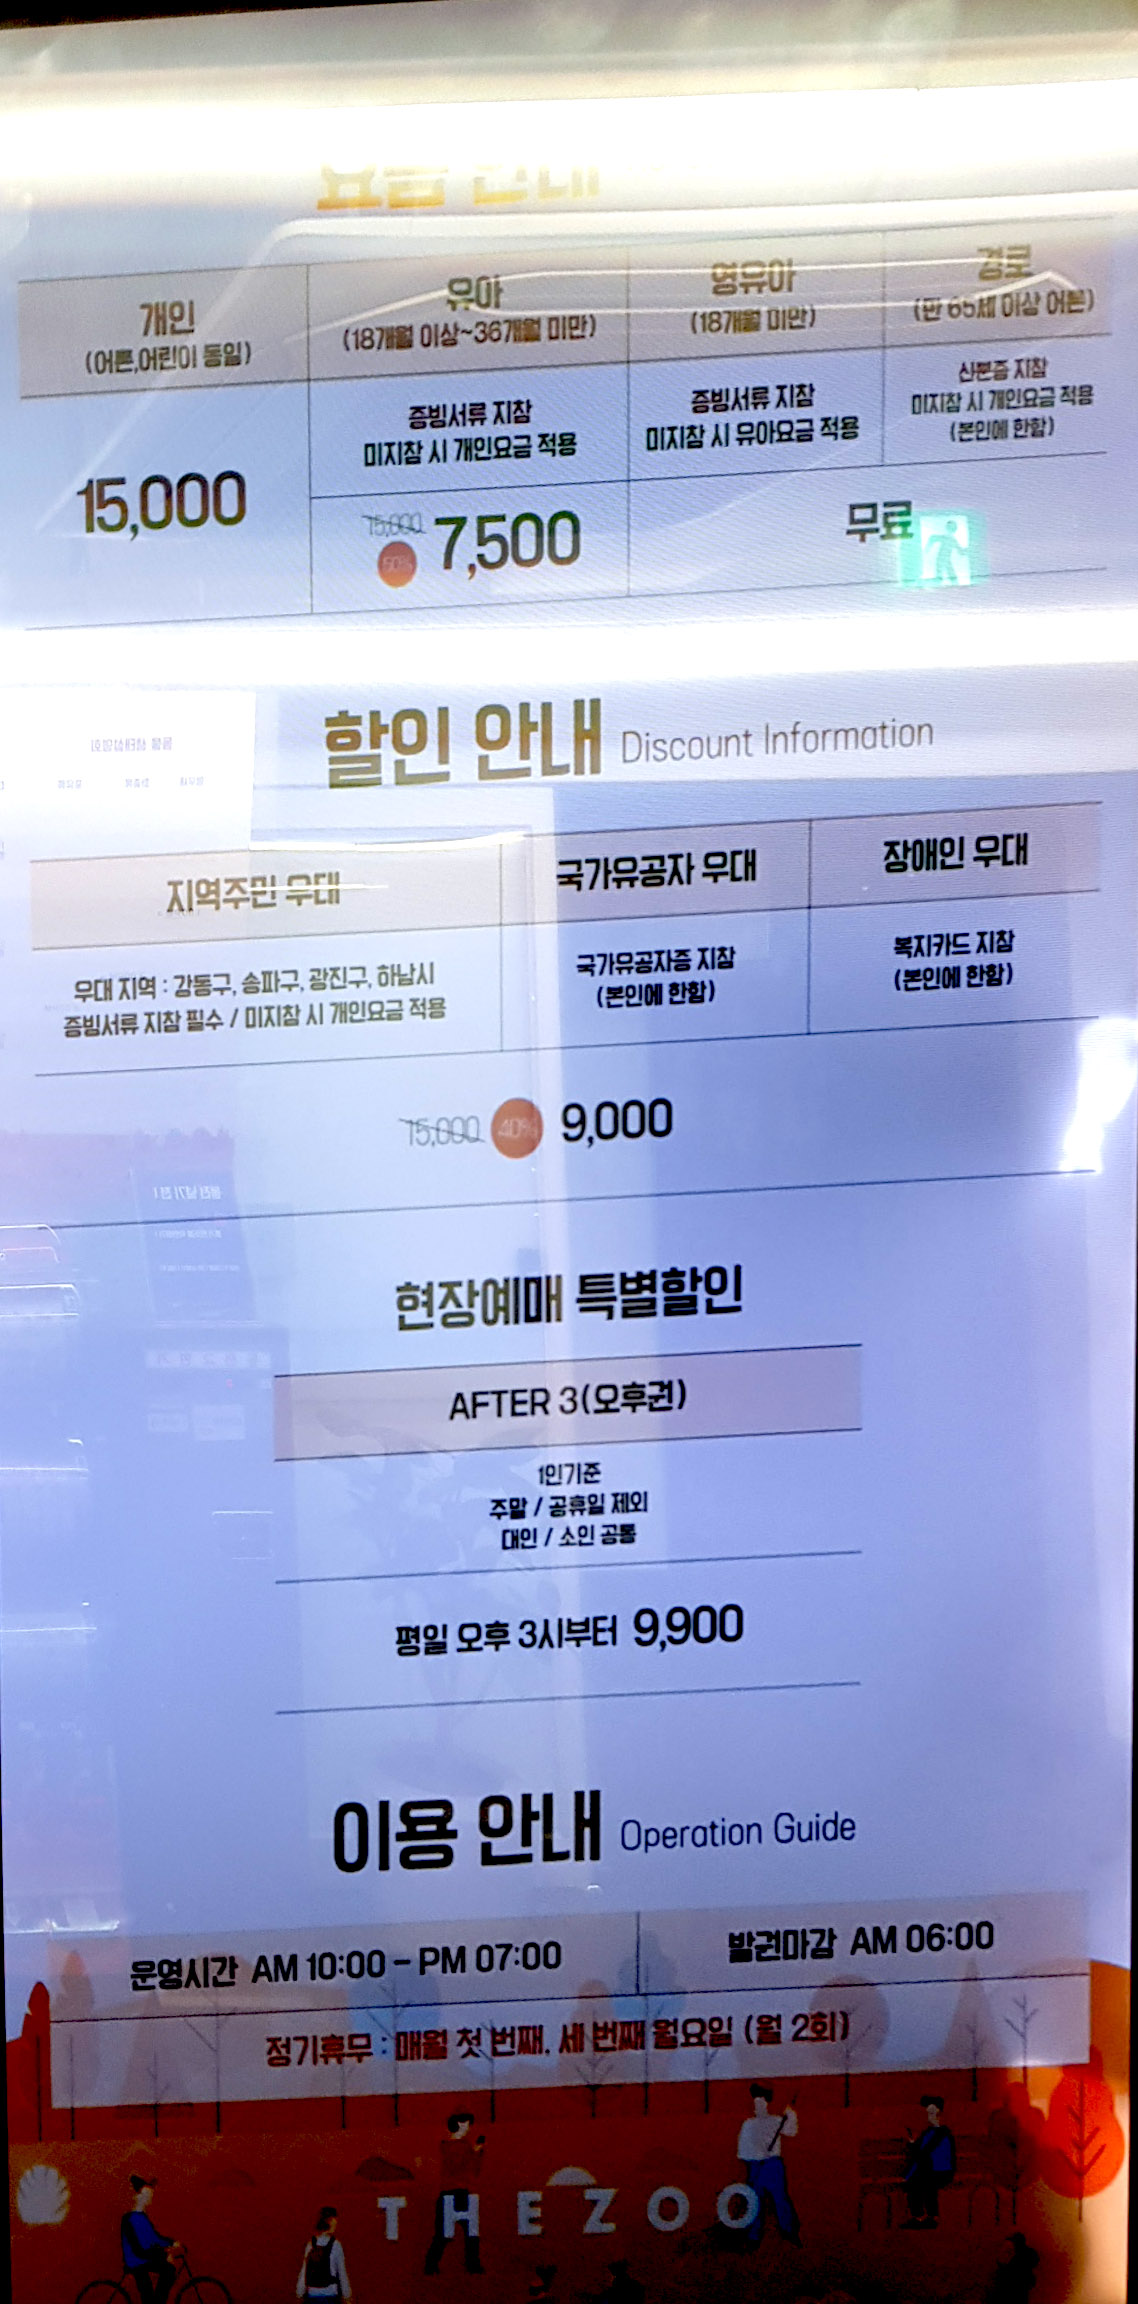 요금 안내
개인
(어른,어린이 동일)
유아
(18개월 이상~36개월 미만)
영유아
(18개월 미만)
경로
(만 65세 이상 어른)
증빙서류 지참
미지참 시 개인요금 적용
증빙서류 지참
미지참 시 유아요금 적용
신분증 지참
미지참 시 개인요금 적용
(본인에 한함)
15,000
15,000
50%
7,500
무료
할인 안내 Discount Information
지역주민 우대
국가유공자 우대
장애인 우대
우대 지역 : 강동구, 송파구, 광진구, 하남시
증빙서류 지참 필수 / 미지참 시 개인요금 적용
국가유공자증 지참
(본인에 한함)
복지카드 지참
(본인에 한함)
15,000 40% 9,000
현장예매 특별할인
AFTER 3(오후권)
1인기준
주말 / 공휴일 제외
대인 / 소인 공통
평일 오후 3시부터 9,900
이용 안내 Operation Guide
운영시간 AM 10:00 – PM 07:00
발권마감 AM 06:00
정기휴무 : 매월 첫 번째, 세 번째 월요일 (월 2회)
THE ZOO